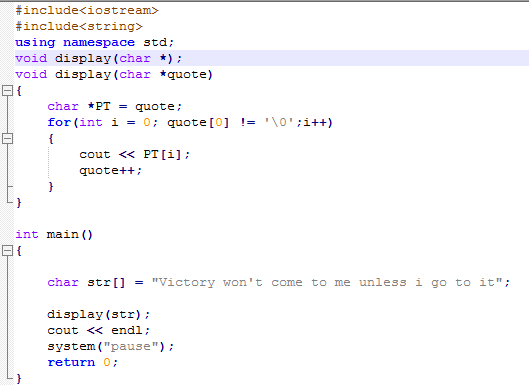 #include<iostream>
#include<string>
using namespace std;
void display(char *);
void display(char *quote)
{
    char *PT = quote;
    for(int i = 0; quote[0] != '\0';i++)
    {
        cout << PT[i];
        quote++;
    }
}

int main()
{

    char str[] = "Victory won't come to me unless i go to it";

    display(str);
    cout << endl;
    system("pause");
    return 0;
}